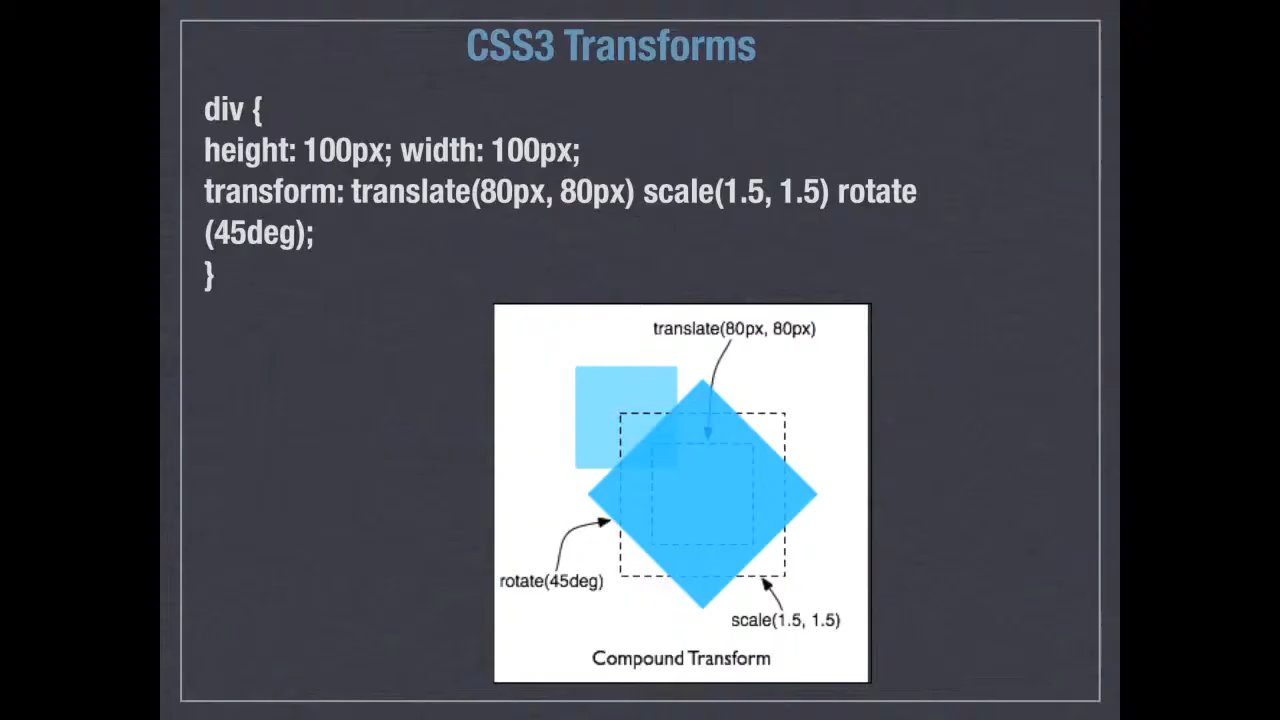 CSS3 Transforms
div {
height: 100px; width: 100px;
transform: translate(80px, 80px) scale(1.5, 1.5) rotate
(45deg);
}
translate(80px, 80px)
rotate(45deg)
scale(1.5, 1.5)
Compound Transform